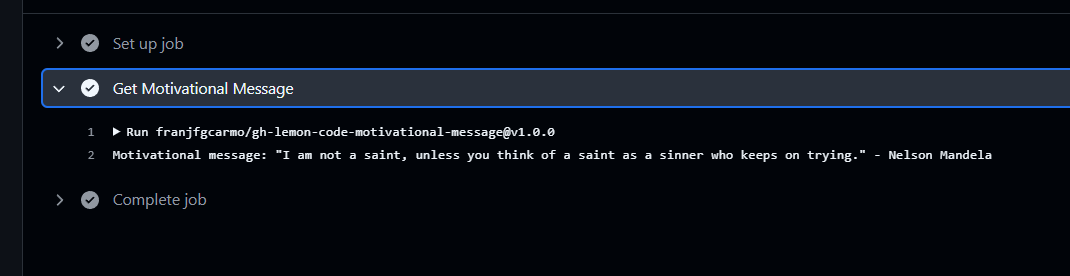 Set up job
Get Motivational Message
1 ▶ Run franjfgcarmo/gh-lemon-code-motivational-message@v1.0.0
2 Motivational message: "I am not a saint, unless you think of a saint as a sinner who keeps on trying." - Nelson Mandela
Complete job